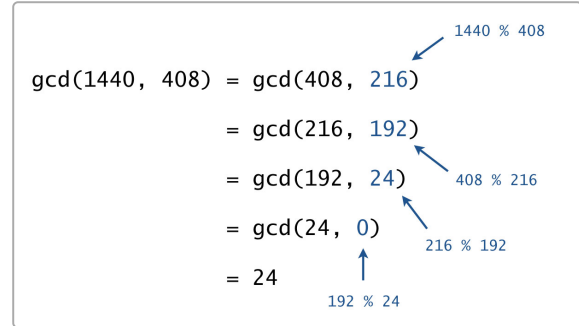 1440 % 408
gcd(1440, 408) = gcd(408, 216)
= gcd(216, 192)
= gcd(192, 24)
408 % 216
= gcd(24, 0)
216 % 192
= 24
192 % 24